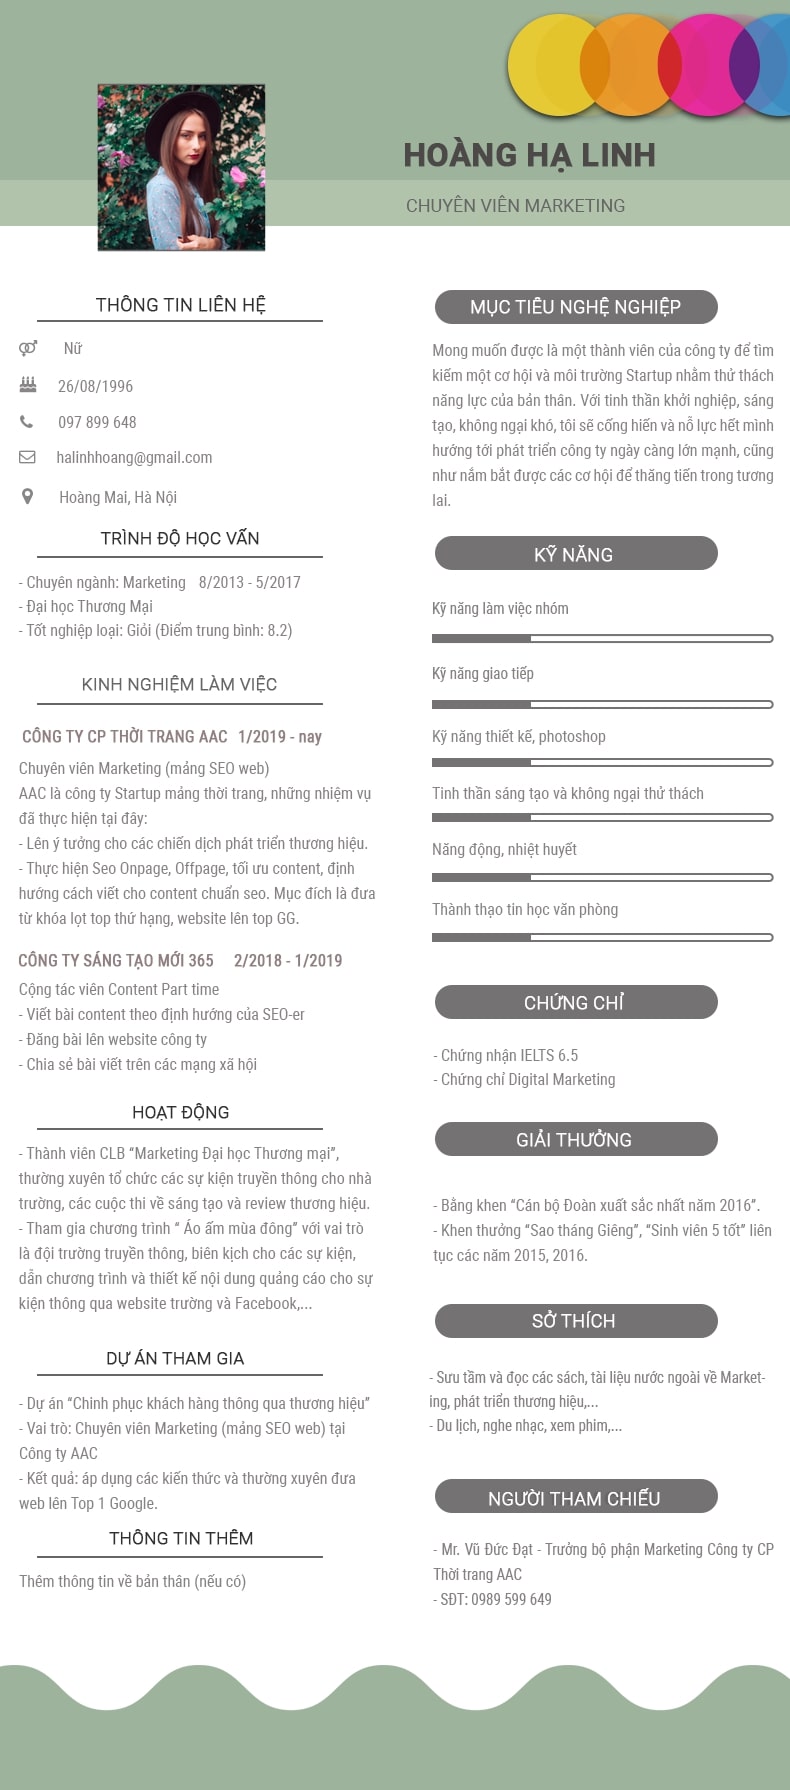 HOÀNG HẠ LINH
CHUYÊN VIÊN MARKETING
THÔNG TIN LIÊN HỆ
Nữ
26/08/1996
097 899 648
halinhhoang@gmail.com
Hoàng Mai, Hà Nội
TRÌNH ĐỘ HỌC VẤN
- Chuyên ngành: Marketing 8/2013 - 5/2017
- Đại học Thương Mại
- Tốt nghiệp loại: Giỏi (Điểm trung bình: 8.2)
KINH NGHIỆM LÀM VIỆC
CÔNG TY CP THỜI TRANG AAC 1/2019 - nay
Chuyên viên Marketing (mảng SEO web)
AAC là công ty Startup mảng thời trang, những nhiệm vụ
đã thực hiện tại đây:
- Lên ý tưởng cho các chiến dịch phát triển thương hiệu.
- Thực hiện Seo Onpage, Offpage, tối ưu content, định
hướng cách viết cho content chuẩn seo. Mục đích là đưa
từ khóa lọt top thứ hạng, website lên top GG.
CÔNG TY SÁNG TẠO MỚI 365 2/2018 - 1/2019
Cộng tác viên Content Part time
- Viết bài content theo định hướng của SEO-er
- Đăng bài lên website công ty
- Chia sẻ bài viết trên các mạng xã hội
HOẠT ĐỘNG
- Thành viên CLB “Marketing Đại học Thương mại”,
thường xuyên tổ chức các sự kiện truyền thông cho nhà
trường, các cuộc thi về sáng tạo và review thương hiệu.
- Tham gia chương trình “ Áo ấm mùa đông” với vai trò
là đội trưởng truyền thông, biên kịch cho các sự kiện,
dẫn chương trình và thiết kế nội dung quảng cáo cho sự
kiện thông qua website trường và Facebook,...
DỰ ÁN THAM GIA
- Dự án “Chinh phục khách hàng thông qua thương hiệu”
- Vai trò: Chuyên viên Marketing (mảng SEO web) tại
Công ty AAC
- Kết quả: áp dụng các kiến thức và thường xuyên đưa
web lên Top 1 Google.
THÔNG TIN THÊM
Thêm thông tin về bản thân (nếu có)
MỤC TIÊU NGHỀ NGHIỆP
Mong muốn được là một thành viên của công ty để tìm
kiếm một cơ hội và môi trường Startup nhằm thử thách
năng lực của bản thân. Với tinh thần khởi nghiệp, sáng
tạo, không ngại khó, tôi sẽ cống hiến và nỗ lực hết mình
hướng tới phát triển công ty ngày càng lớn mạnh, cũng
như nắm bắt được các cơ hội để thăng tiến trong tương
lai.
KỸ NĂNG
Kỹ năng làm việc nhóm
Kỹ năng giao tiếp
Kỹ năng thiết kế, photoshop
Tinh thần sáng tạo và không ngại thử thách
Năng động, nhiệt huyết
Thành thạo tin học văn phòng
CHỨNG CHỈ
- Chứng nhận IELTS 6.5
- Chứng chỉ Digital Marketing
GIẢI THƯỞNG
- Bằng khen “Cán bộ Đoàn xuất sắc nhất năm 2016”.
- Khen thưởng “Sao tháng Giêng”, “Sinh viên 5 tốt” liên
tục các năm 2015, 2016.
SỞ THÍCH
- Sưu tầm và đọc các sách, tài liệu nước ngoài về Market-
ing, phát triển thương hiệu,...
- Du lịch, nghe nhạc, xem phim,...
NGƯỜI THAM CHIẾU
- Mr. Vũ Đức Đạt - Trưởng bộ phận Marketing Công ty CP
Thời trang AAC
- SĐT: 0989 599 649